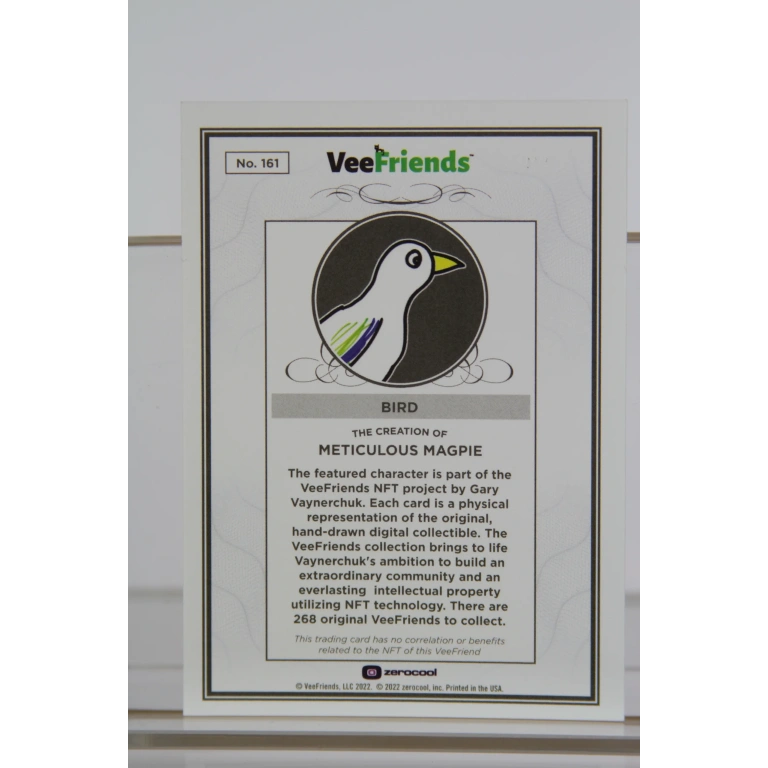 No. 161
VeeFriends™
BIRD
THE CREATION OF
METICULOUS MAGPIE
The featured character is part of the
VeeFriends NFT project by Gary
Vaynerchuk. Each card is a physical
representation of the original,
hand-drawn digital collectible. The
VeeFriends collection brings to life
Vaynerchuk's ambition to build an
extraordinary community and an
everlasting intellectual property
utilizing NFT technology. There are
268 original VeeFriends to collect.
This trading card has no correlation or benefits
related to the NFT of this VeeFriend
zerocool
© VeeFriends, LLC 2022. © 2022 zerocool, inc. Printed in the USA.